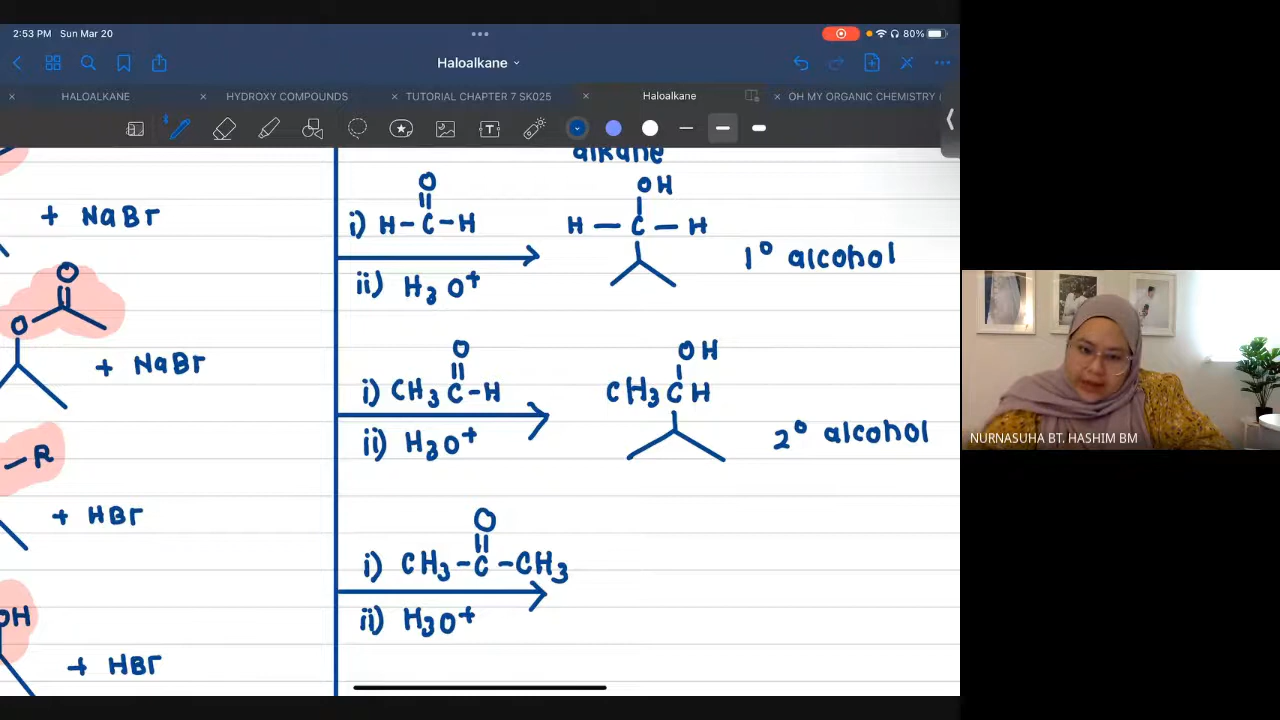 2:53 PM Sun Mar 20
80%
Haloalkane
HALOALKANE
HYDROXY COMPOUNDS
TUTORIAL CHAPTER 7 SK025
Haloalkane
OH MY ORGANIC CHEMISTRY (
alkane
O
OH
+ NaBr
i) H-C-H
H — C — H
1° alcohol
ii) H3O+
O
O
+ NaBr
O
OH
i) CH3 C-H
CH3 C H
ii) H3O+
2° alcohol
-R
+ HBr
O
i) CH3-C-CH3
ii) H3O+
OH
+ HBr
NURNASUHA BT. HASHIM BM